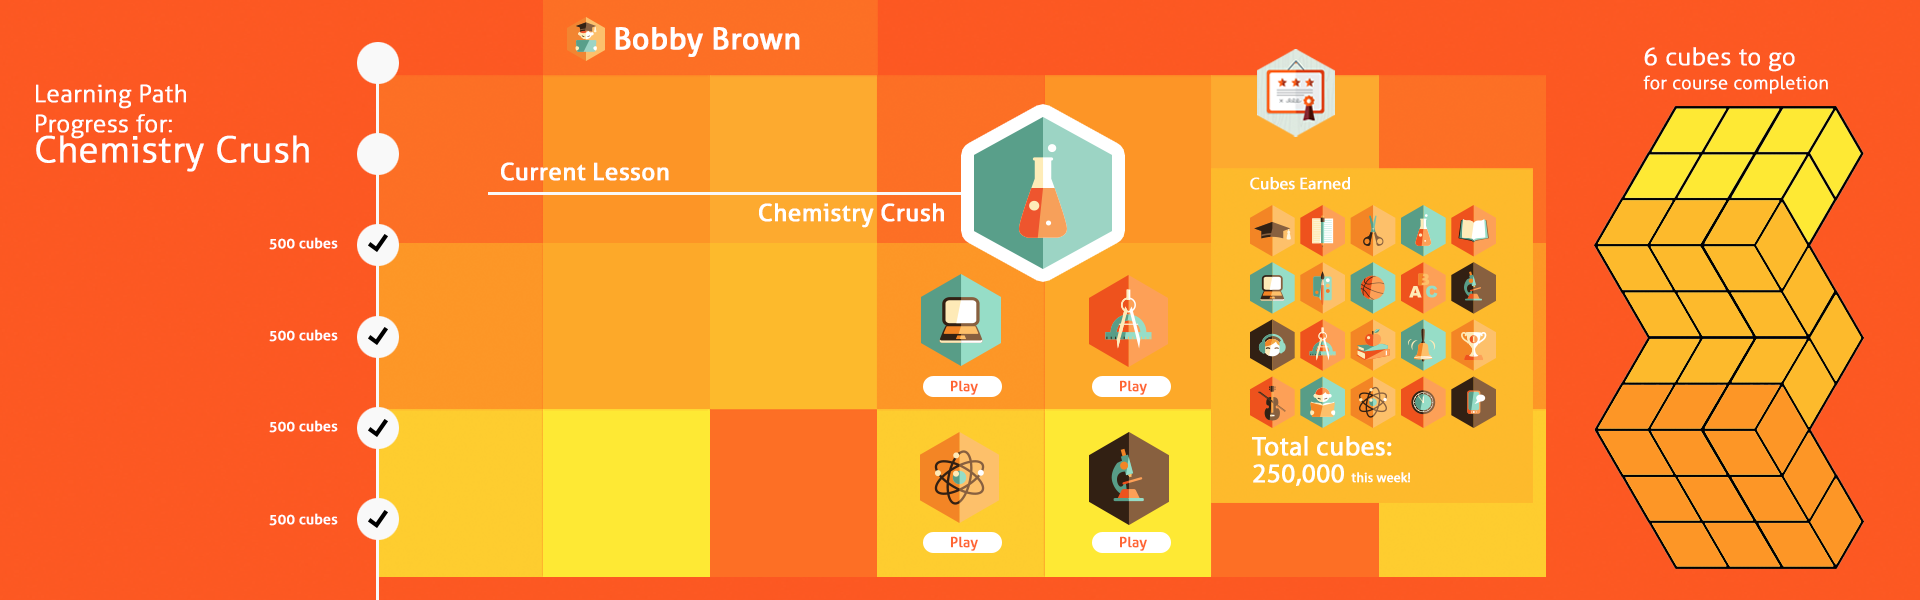 Bobby Brown
Learning Path
Progress for:
Chemistry Crush
500 cubes
500 cubes
500 cubes
500 cubes
Current Lesson
Chemistry Crush
Play
Play
Play
Play
Cubes Earned
B
A C
Total cubes:
250,000 this week!
6 cubes to go
for course completion